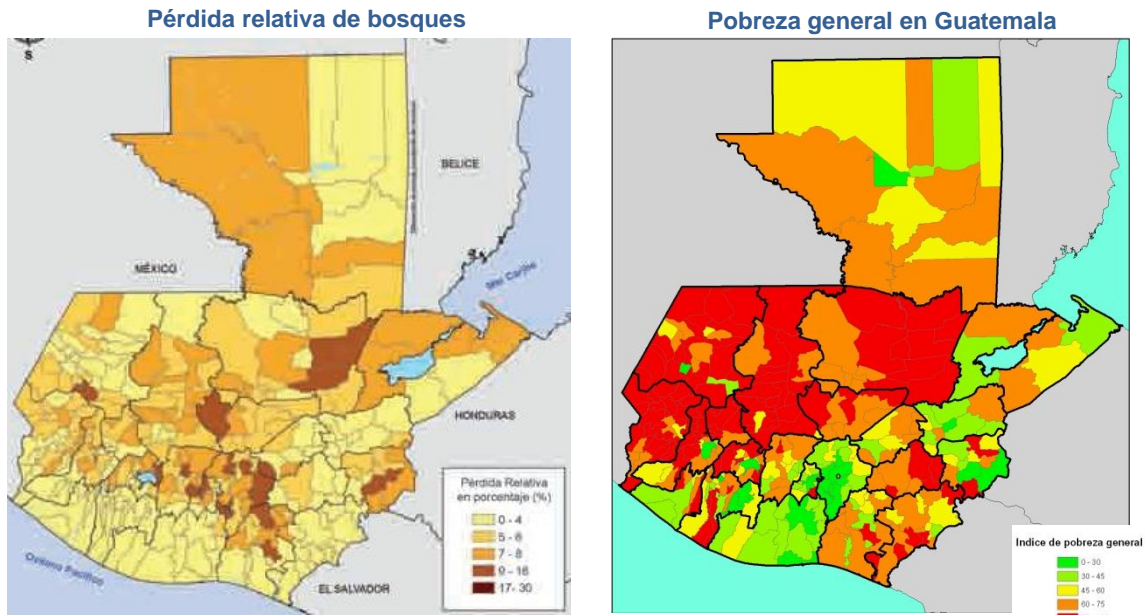 Pérdida relativa de bosques
Pobreza general en Guatemala
S
BELICE
MÉXICO
Mar Caribe
HONDURAS
Océano Pacífico
EL SALVADOR
Pérdida Relativa
en porcentaje (%)
0 - 4
5 - 6
7 - 8
9 - 16
17 - 30
Indice de pobreza general
0 - 30
30 - 45
45 - 60
60 - 75